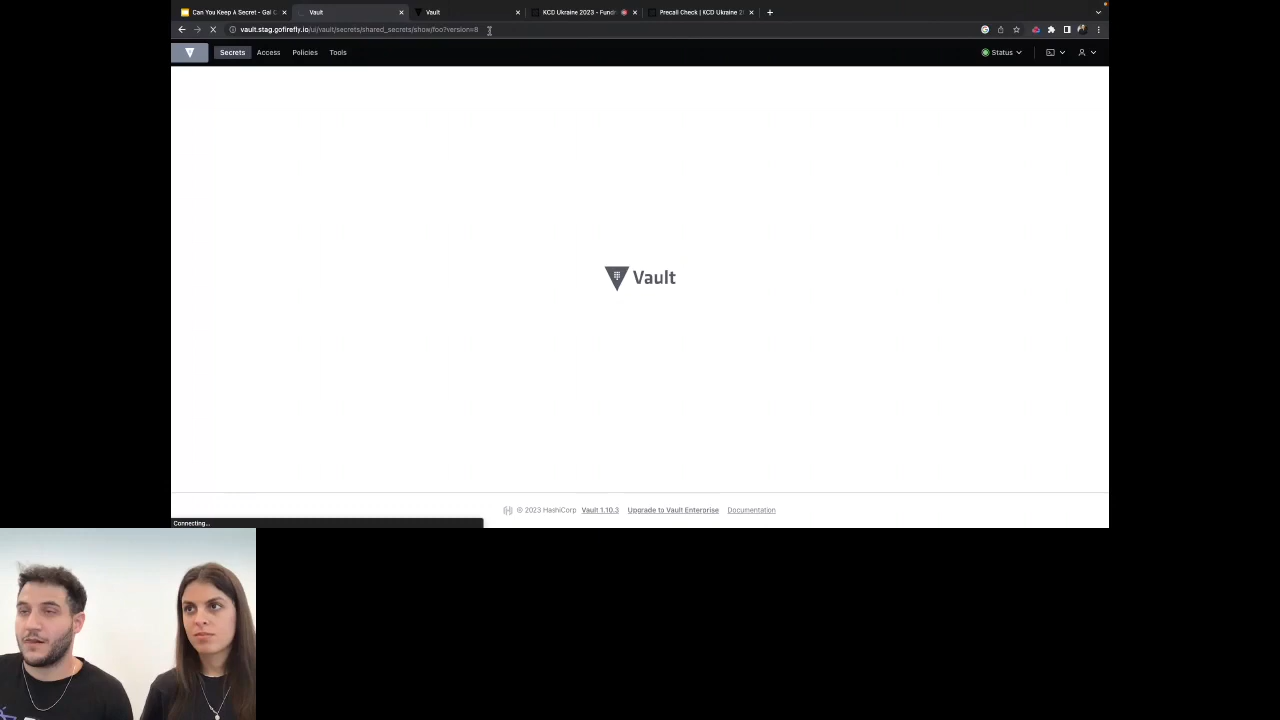 Can You Keep A Secret - Gal C
Vault
Vault
KCD Ukraine 2023 - Fund
Precall Check | KCD Ukraine 2
vault.stag.gofirefly.io/ui/vault/secrets/shared_secrets/show/foo?version=8
Secrets Access Policies Tools
Status
Vault
© 2023 HashiCorp Vault 1.10.3 Upgrade to Vault Enterprise Documentation
Connecting...